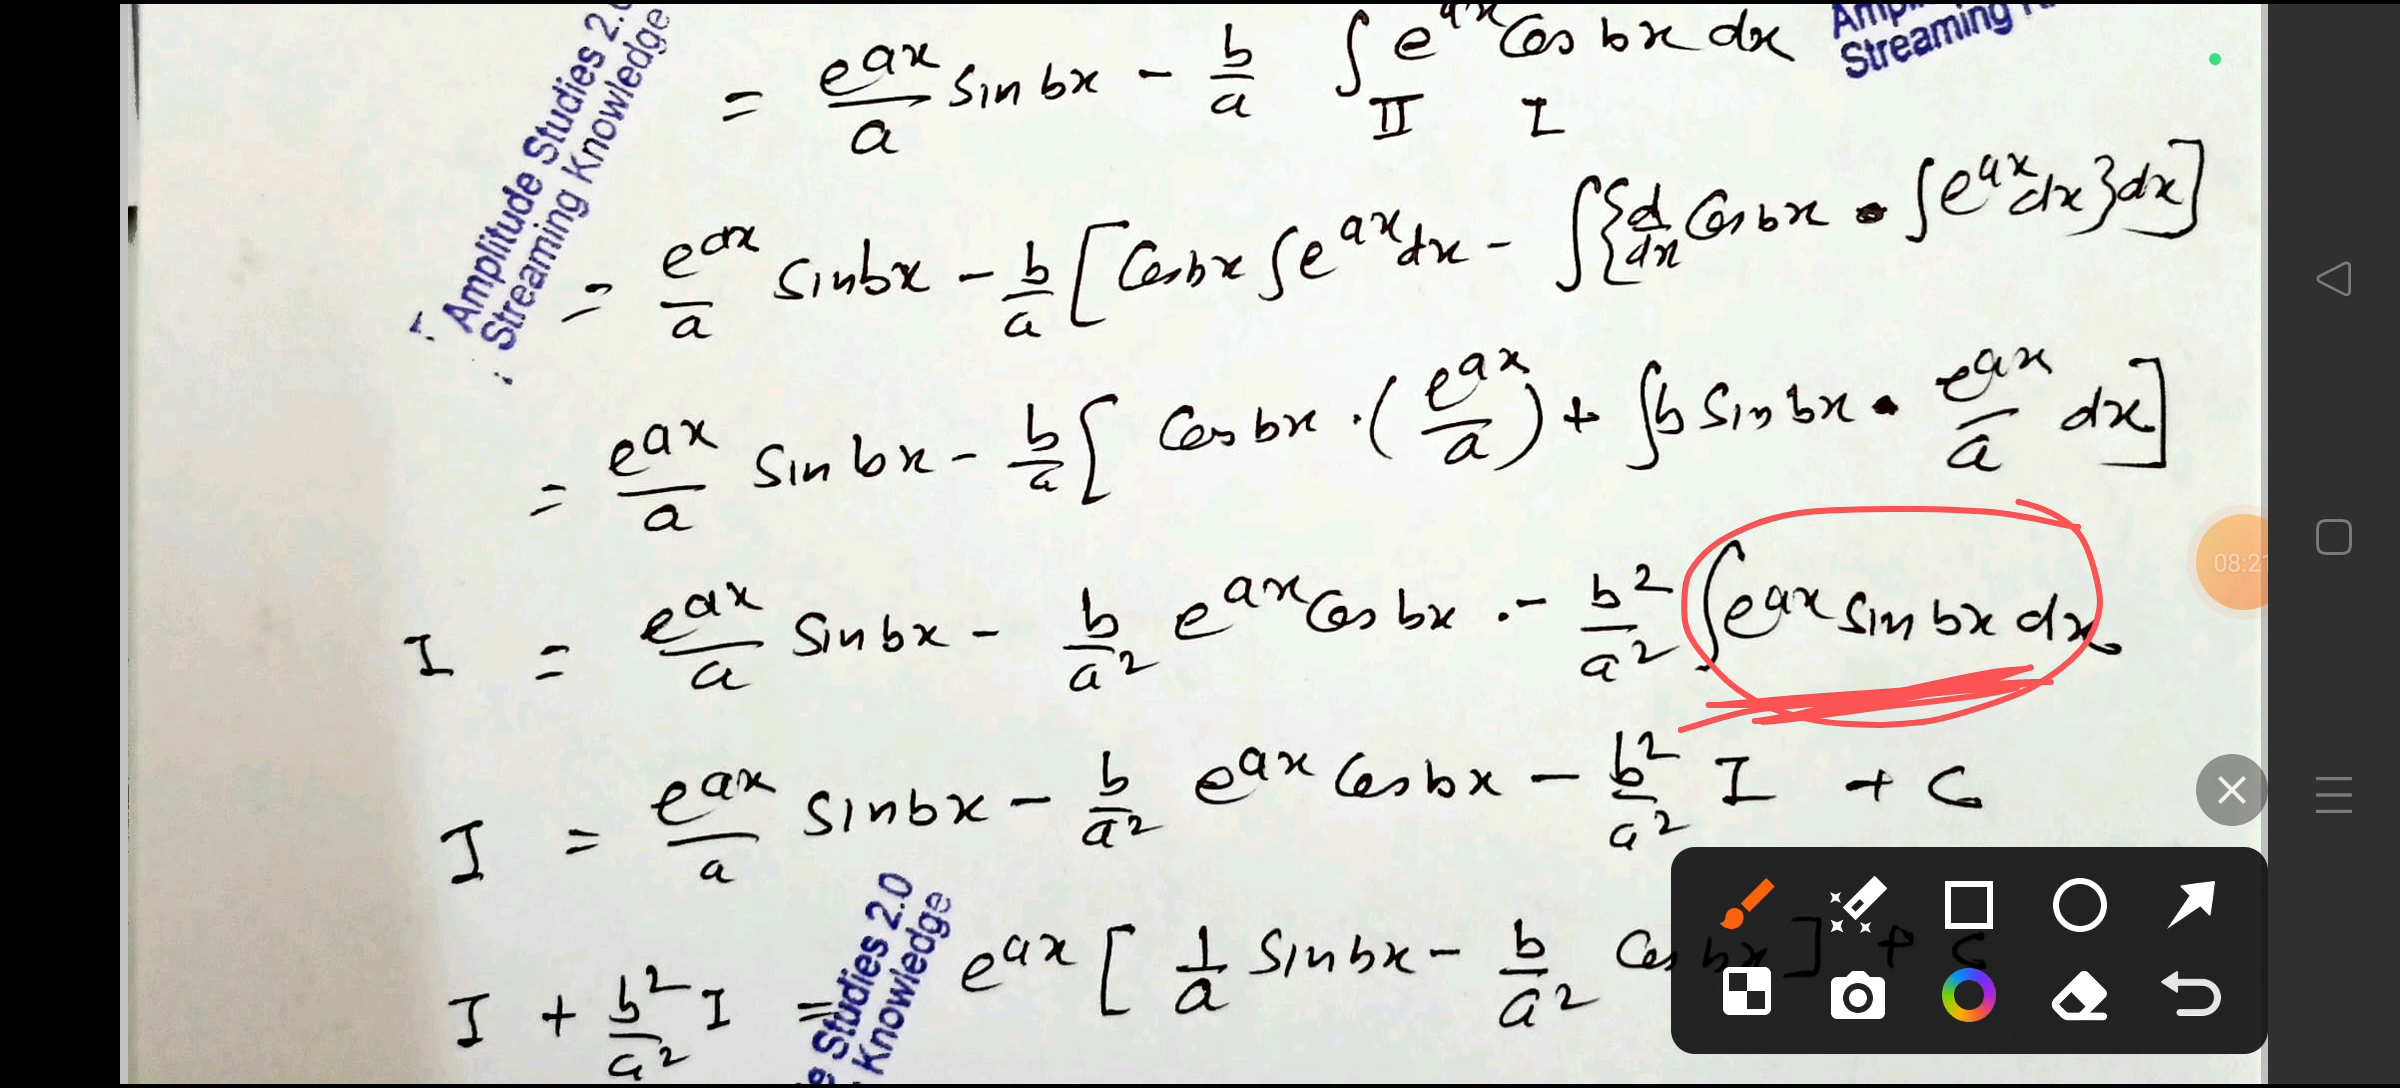 = e^{ax}/a Sin bx - b/a ∫ e^{ax} Cos bx dx
II I
= e^{ax}/a Sin bx - b/a [Cos bx ∫e^{ax}dx - ∫{d/dx Cos bx • ∫e^{ax}dx}dx]
= e^{ax}/a Sin bx - b/a [ Cos bx .(e^{ax}/a) + ∫b Sin bx • e^{ax}/a dx]
I = e^{ax}/a Sin bx - b/a² e^{ax} Cos bx - b²/a² ∫e^{ax} Sin bx dx
I = e^{ax}/a Sin bx - b/a² e^{ax} Cos bx - b²/a² I + C
I + b²/a² I = e^{ax} [ 1/a Sin bx - b/a² Cos bx ] + C
Amplitude Studies 2.0
Streaming Knowledge
Streaming
Studies 2.0
Knowledge
08:21